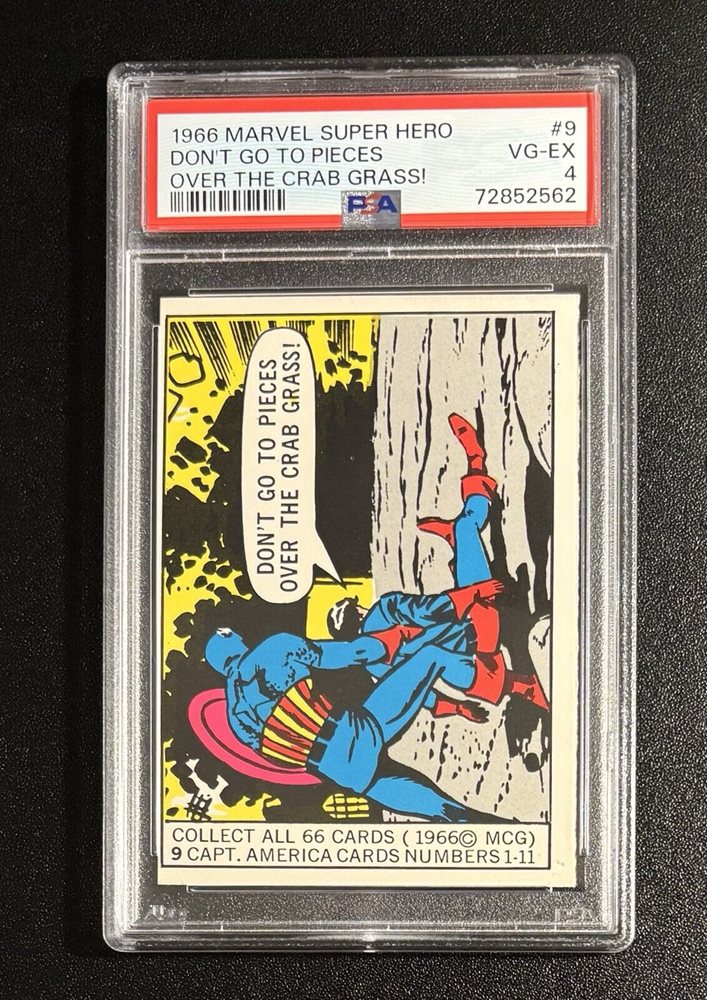 1966 MARVEL SUPER HERO #9
DON'T GO TO PIECES VG-EX
OVER THE CRAB GRASS! 4
PSA 72852562
DON'T GO TO PIECES
OVER THE CRAB GRASS!
COLLECT ALL 66 CARDS ( 1966© MCG)
9 CAPT. AMERICA CARDS NUMBERS 1-11